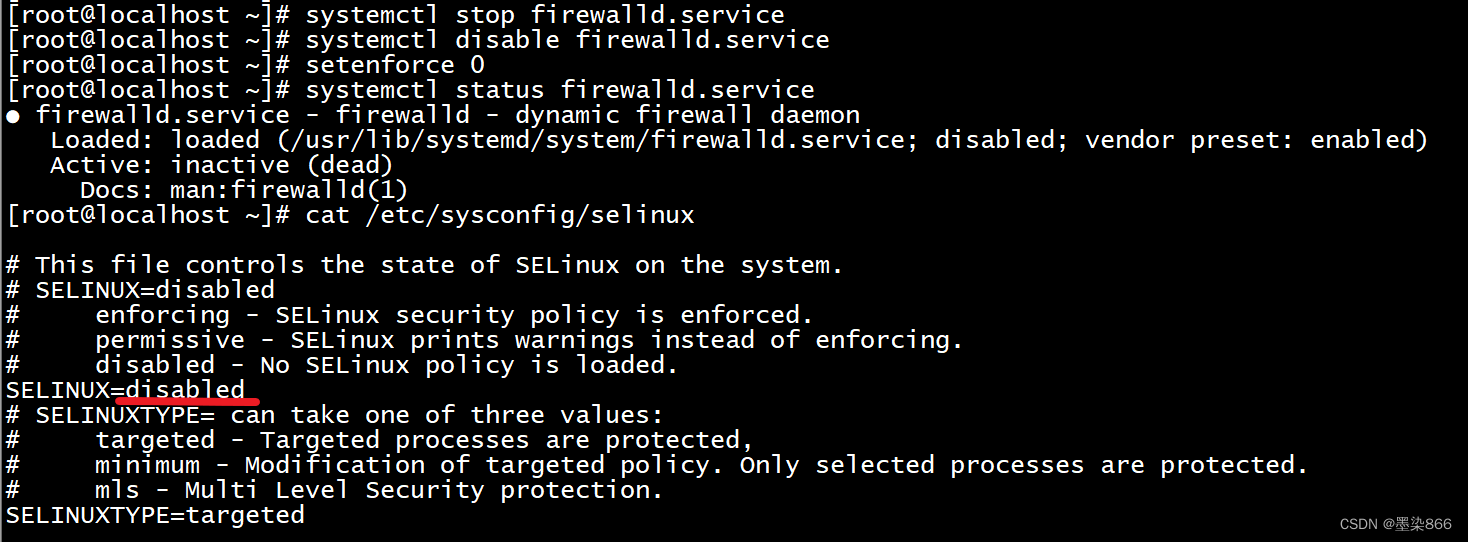 [root@localhost ~]# systemctl stop firewalld.service
[root@localhost ~]# systemctl disable firewalld.service
[root@localhost ~]# setenforce 0
[root@localhost ~]# systemctl status firewalld.service
● firewalld.service - firewalld - dynamic firewall daemon
   Loaded: loaded (/usr/lib/systemd/system/firewalld.service; disabled; vendor preset: enabled)
   Active: inactive (dead)
     Docs: man:firewalld(1)
[root@localhost ~]# cat /etc/sysconfig/selinux

# This file controls the state of SELinux on the system.
# SELINUX=disabled
#     enforcing - SELinux security policy is enforced.
#     permissive - SELinux prints warnings instead of enforcing.
#     disabled - No SELinux policy is loaded.
SELINUX=disabled
# SELINUXTYPE= can take one of three values:
#     targeted - Targeted processes are protected,
#     minimum - Modification of targeted policy. Only selected processes are protected.
#     mls - Multi Level Security protection.
SELINUXTYPE=targeted
CSDN @墨染866